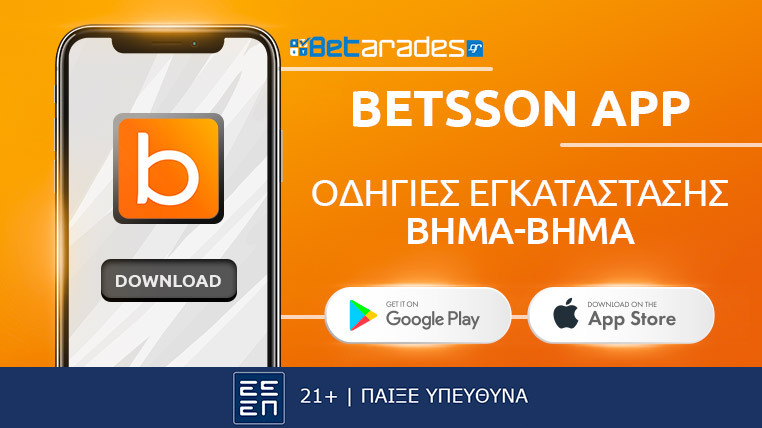 Betarades.gr
BETSSON APP
ΟΔΗΓΙΕΣ ΕΓΚΑΤΑΣΤΑΣΗΣ
ΒΗΜΑ-ΒΗΜΑ
b
DOWNLOAD
GET IT ON
Google Play
DOWNLOAD ON THE
App Store
ΕΕ
ΕΠ
21+ | ΠΑΙΞΕ ΥΠΕΥΘΥΝΑ